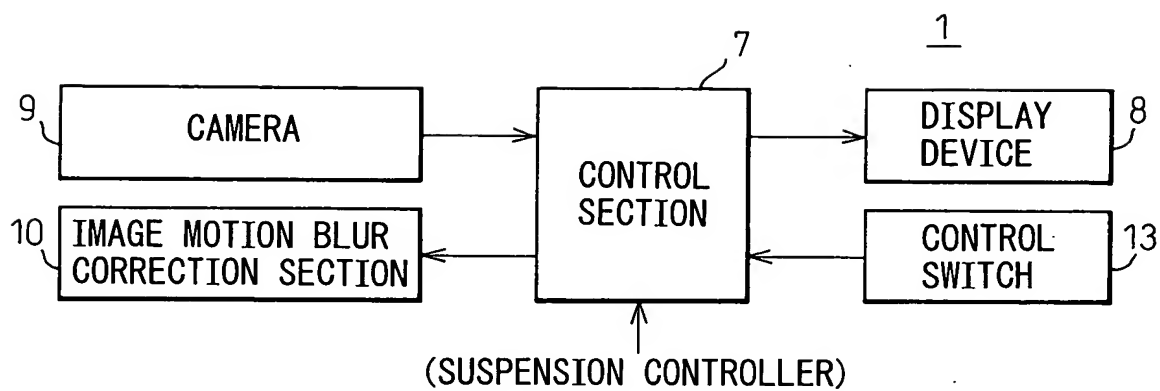 1
7
9
CAMERA
DISPLAY
DEVICE
8
CONTROL
SECTION
10
IMAGE MOTION BLUR
CORRECTION SECTION
CONTROL
SWITCH
13
(SUSPENSION CONTROLLER)